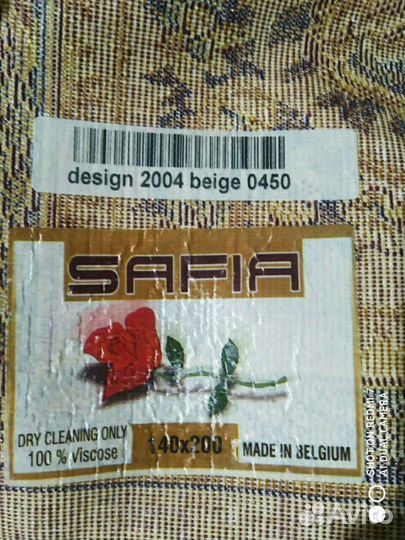 design 2004 beige 0450
SAFIA
DRY CLEANING ONLY
100 % Viscose
140x200
MADE IN BELGIUM
SHOT ON REDMI 7
AI DUAL CAMERA
Avito